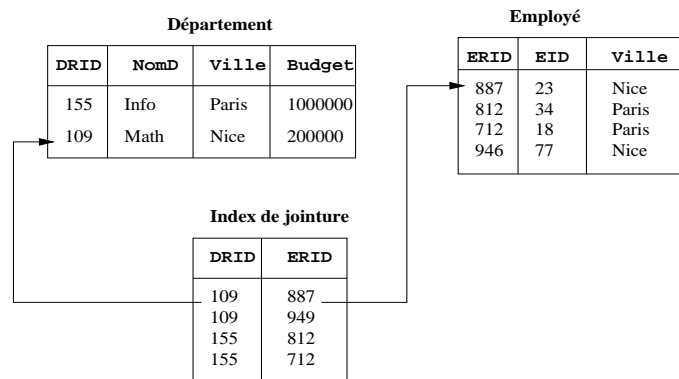 Département
DRID NomD Ville Budget
155 Info Paris 1000000
109 Math Nice 200000
Employé
ERID EID Ville
887 23 Nice
812 34 Paris
712 18 Paris
946 77 Nice
Index de jointure
DRID ERID
109 887
109 949
155 812
155 712